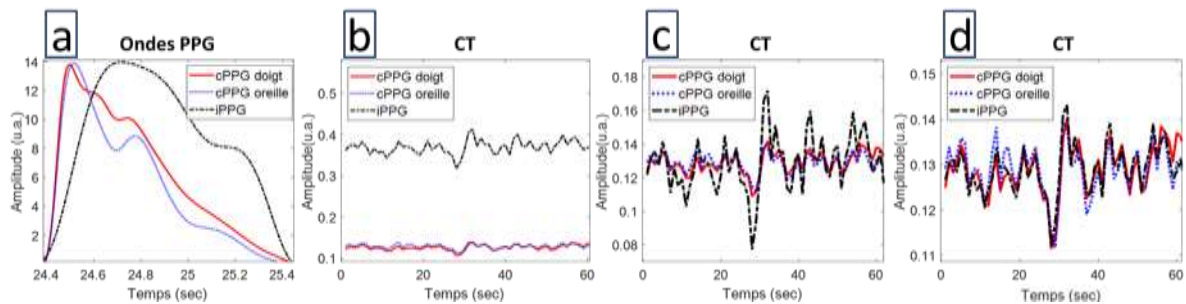 a
Ondes PPG
cPPG doigt
cPPG oreille
iPPG
Amplitude (u.a.)
14
12
10
8
6
4
2
24.4 24.6 24.8 25 25.2 25.4
Temps (sec)
b
CT
cPPG doigt
cPPG oreille
iPPG
Amplitude(u.a.)
0.5
0.4
0.3
0.2
0.1
0 20 40 60
Temps (sec)
c
CT
cPPG doigt
cPPG oreille
iPPG
Amplitude(u.a.)
0.18
0.16
0.14
0.12
0.1
0.08
0 20 40 60
Temps (sec)
d
CT
cPPG doigt
cPPG oreille
iPPG
Amplitude(u.a.)
0.15
0.14
0.13
0.12
0.11
0 20 40 60
Temps (sec)